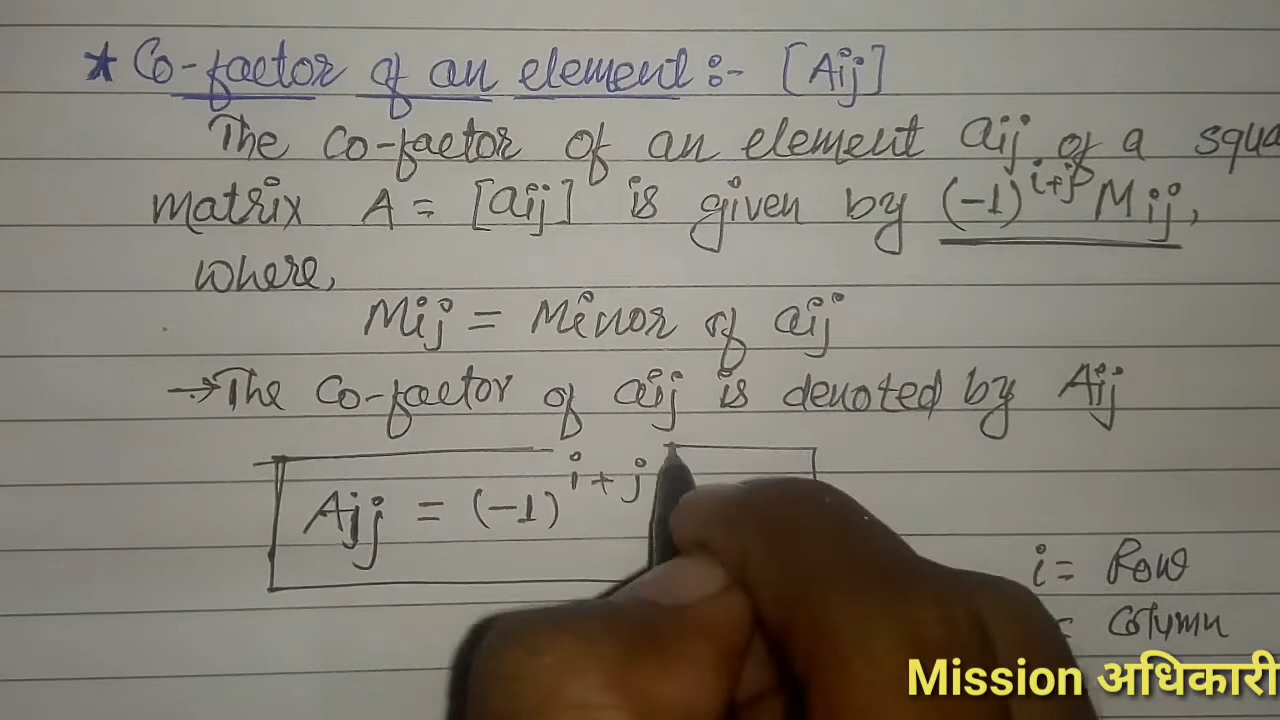 * Co-factor of an element :- [Aij]
The Co-factor of an element aij of a squa
matrix A = [aij] is given by (-1)^i+j Mij,
where,
Mij = Minor of aij
→ The Co-factor of aij is denoted by Aij
Aij = (-1)^i+j
i = Row
= Column
Mission अधिकारी